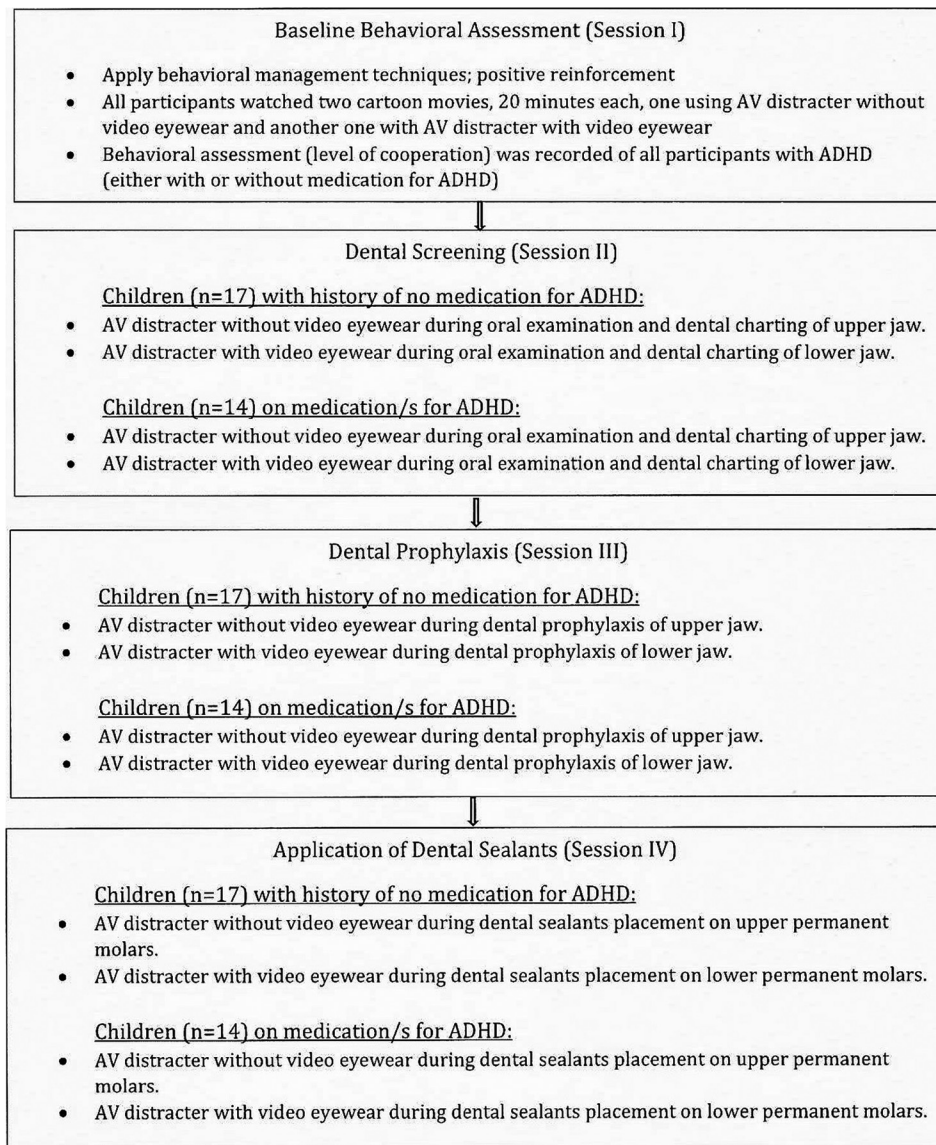 Baseline Behavioral Assessment (Session I)
• Apply behavioral management techniques; positive reinforcement
• All participants watched two cartoon movies, 20 minutes each, one using AV distracter without
video eyewear and another one with AV distracter with video eyewear
• Behavioral assessment (level of cooperation) was recorded of all participants with ADHD
(either with or without medication for ADHD)
Dental Screening (Session II)
Children (n=17) with history of no medication for ADHD:
• AV distracter without video eyewear during oral examination and dental charting of upper jaw.
• AV distracter with video eyewear during oral examination and dental charting of lower jaw.
Children (n=14) on medication/s for ADHD:
• AV distracter without video eyewear during oral examination and dental charting of upper jaw.
• AV distracter with video eyewear during oral examination and dental charting of lower jaw.
Dental Prophylaxis (Session III)
Children (n=17) with history of no medication for ADHD:
• AV distracter without video eyewear during dental prophylaxis of upper jaw.
• AV distracter with video eyewear during dental prophylaxis of lower jaw.
Children (n=14) on medication/s for ADHD:
• AV distracter without video eyewear during dental prophylaxis of upper jaw.
• AV distracter with video eyewear during dental prophylaxis of lower jaw.
Application of Dental Sealants (Session IV)
Children (n=17) with history of no medication for ADHD:
• AV distracter without video eyewear during dental sealants placement on upper permanent
molars.
• AV distracter with video eyewear during dental sealants placement on lower permanent molars.
Children (n=14) on medication/s for ADHD:
• AV distracter without video eyewear during dental sealants placement on upper permanent
molars.
• AV distracter with video eyewear during dental sealants placement on lower permanent molars.